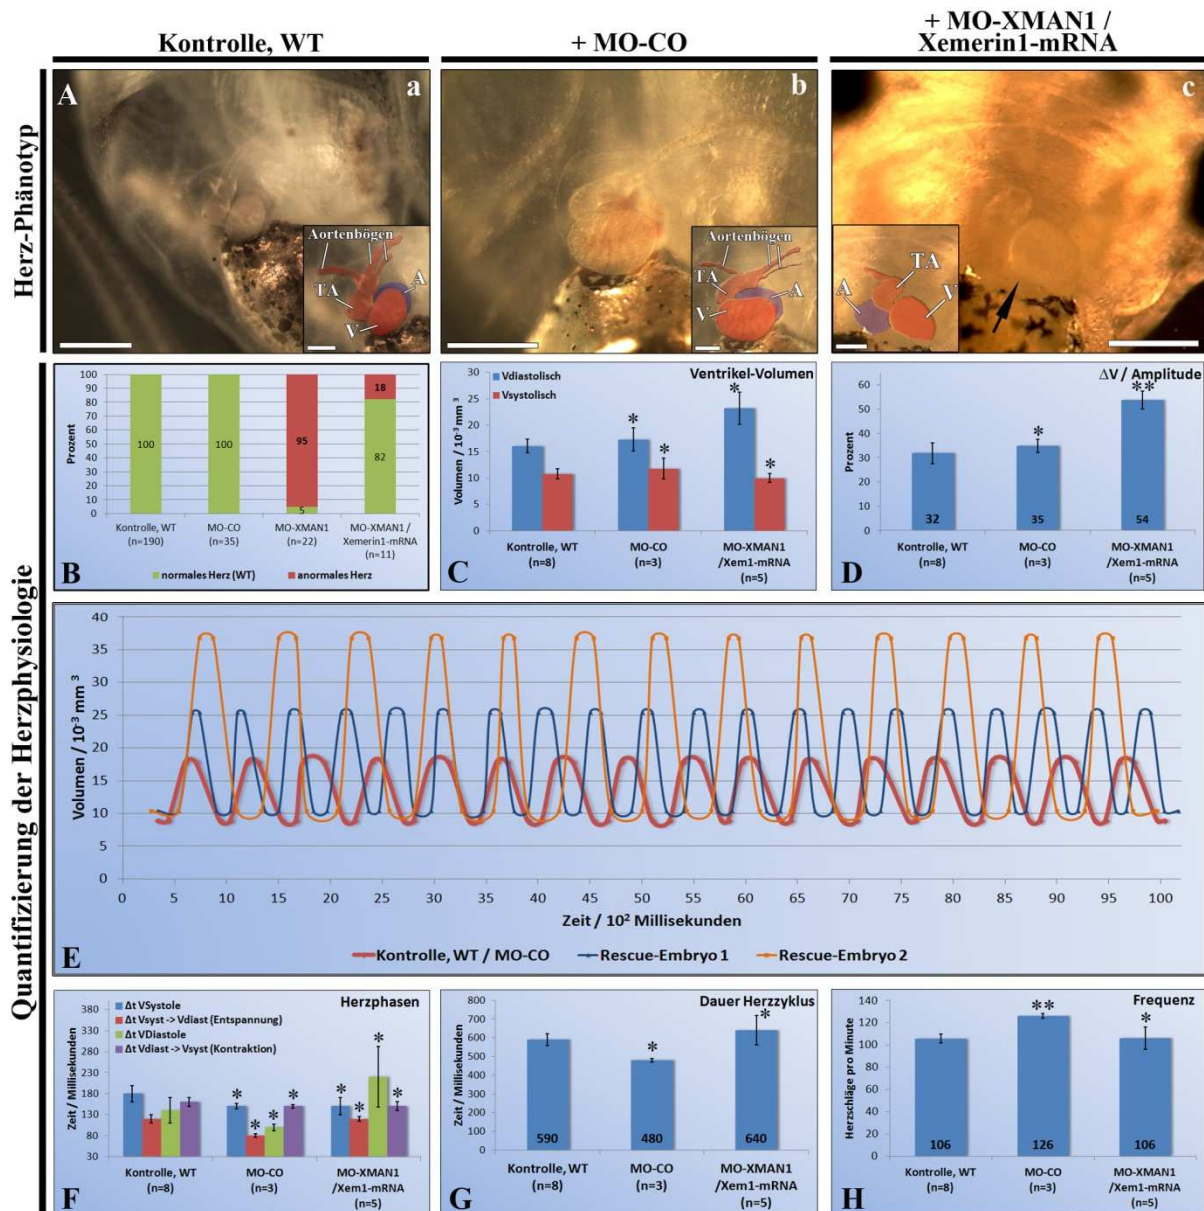 Kontrolle, WT
+ MO-CO
+ MO-XMAN1 /
Xemerin1-mRNA
Herz-Phänotyp
A
a
Aortenbögen
TA
A
V
b
Aortenbögen
TA
A
V
c
TA
A
V
Quantifizierung der Herzphysiologie
100
90
80
70
60
50
40
30
20
10
0
Prozent
100
100
95
5
18
82
Kontrolle, WT
(n=190)
MO-CO
(n=35)
MO-XMAN1
(n=22)
MO-XMAN1 /
Xemerin1-mRNA
(n=11)
B
normales Herz (WT)
anormales Herz
Ventrikel-Volumen
Vdiastolisch
Vsystolisch
30
25
20
15
10
5
0
Volumen / 10⁻³ mm ³
*
*
*
*
Kontrolle, WT
(n=8)
MO-CO
(n=3)
MO-XMAN1
/Xem1-mRNA
(n=5)
C
ΔV / Amplitude
60
50
40
30
20
10
0
Prozent
*
**
32
35
54
Kontrolle, WT
(n=8)
MO-CO
(n=3)
MO-XMAN1
/Xem1-mRNA
(n=5)
D
40
35
30
25
20
15
10
5
0
Volumen / 10⁻³ mm ³
0 5 10 15 20 25 30 35 40 45 50 55 60 65 70 75 80 85 90 95 100
Zeit / 10² Millisekunden
E
Kontrolle, WT / MO-CO
Rescue-Embryo 1
Rescue-Embryo 2
Herzphasen
Δt VSystole
Δt Vsyst -> Vdiast (Entspannung)
Δt VDiastole
Δt Vdiast -> Vsyst (Kontraktion)
380
330
280
230
180
130
80
30
Zeit / Millisekunden
* * * *
* * * *
Kontrolle, WT
(n=8)
MO-CO
(n=3)
MO-XMAN1
/Xem1-mRNA
(n=5)
F
Dauer Herzzyklus
800
700
600
500
400
300
200
100
0
Zeit / Millisekunden
*
*
590
480
640
Kontrolle, WT
(n=8)
MO-CO
(n=3)
MO-XMAN1
/Xem1-mRNA
(n=5)
G
Frequenz
140
120
100
80
60
40
20
0
Herzschläge pro Minute
**
*
106
126
106
Kontrolle, WT
(n=8)
MO-CO
(n=3)
MO-XMAN1
/Xem1-mRNA
(n=5)
H